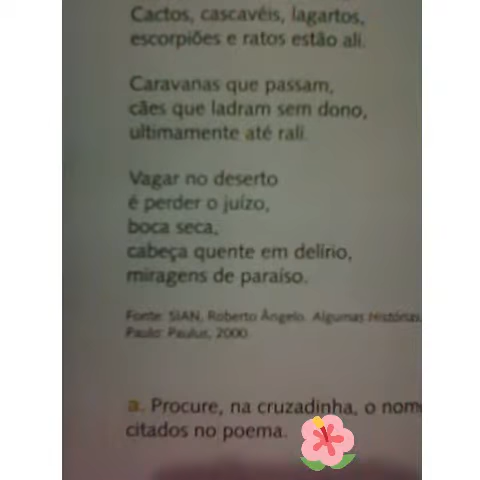 Cactos, cascavéis, lagartos,
escorpiões e ratos estão ali.
Caravanas que passam,
cães que ladram sem dono,
ultimamente até rali.
Vagar no deserto
é perder o juízo,
boca seca,
cabeça quente em delírio,
miragens de paraíso.
Fonte: SIAN, Roberto Ângelo. Algumas
Paulo: Paulus, 2000.
a. Procure, na cruzadinha, o nom
citados no poema.